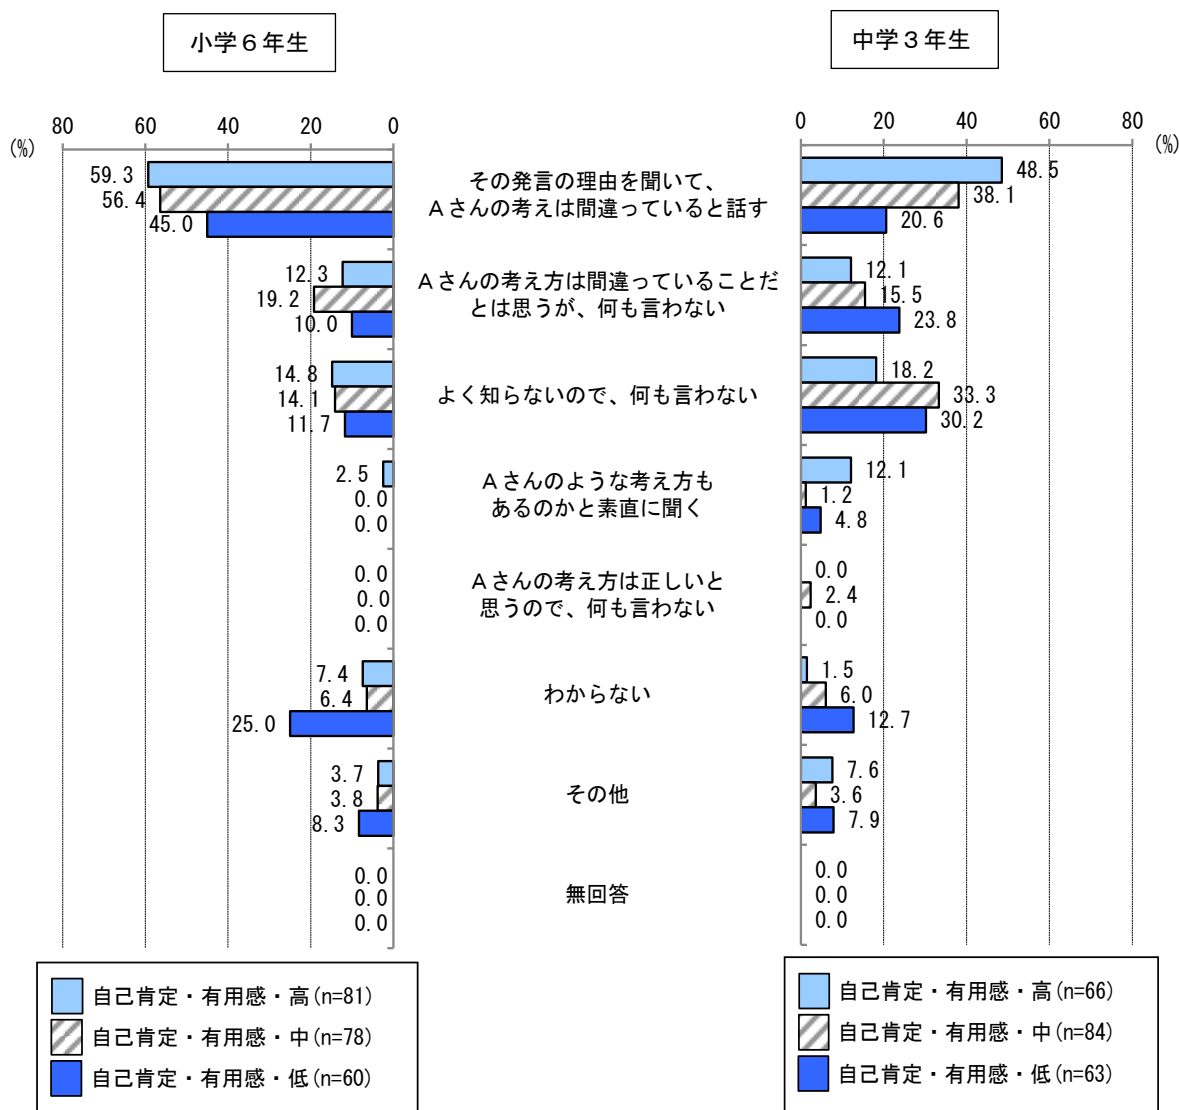 小学６年生
中学３年生
80 60 40 20 0
(%)
0 20 40 60 80
(%)
59.3
56.4
45.0
その発言の理由を聞いて、
Ａさんの考えは間違っていると話す
48.5
38.1
20.6
12.3
19.2
10.0
Ａさんの考え方は間違っていることだ
とは思うが、何も言わない
12.1
15.5
23.8
14.8
14.1
11.7
よく知らないので、何も言わない
18.2
33.3
30.2
2.5
0.0
0.0
Ａさんのような考え方も
あるのかと素直に聞く
12.1
1.2
4.8
0.0
0.0
0.0
Ａさんの考え方は正しいと
思うので、何も言わない
0.0
2.4
0.0
7.4
6.4
25.0
わからない
1.5
6.0
12.7
3.7
3.8
8.3
その他
7.6
3.6
7.9
0.0
0.0
0.0
無回答
0.0
0.0
0.0
自己肯定・有用感・高(n=81)
自己肯定・有用感・中(n=78)
自己肯定・有用感・低(n=60)
自己肯定・有用感・高(n=66)
自己肯定・有用感・中(n=84)
自己肯定・有用感・低(n=63)